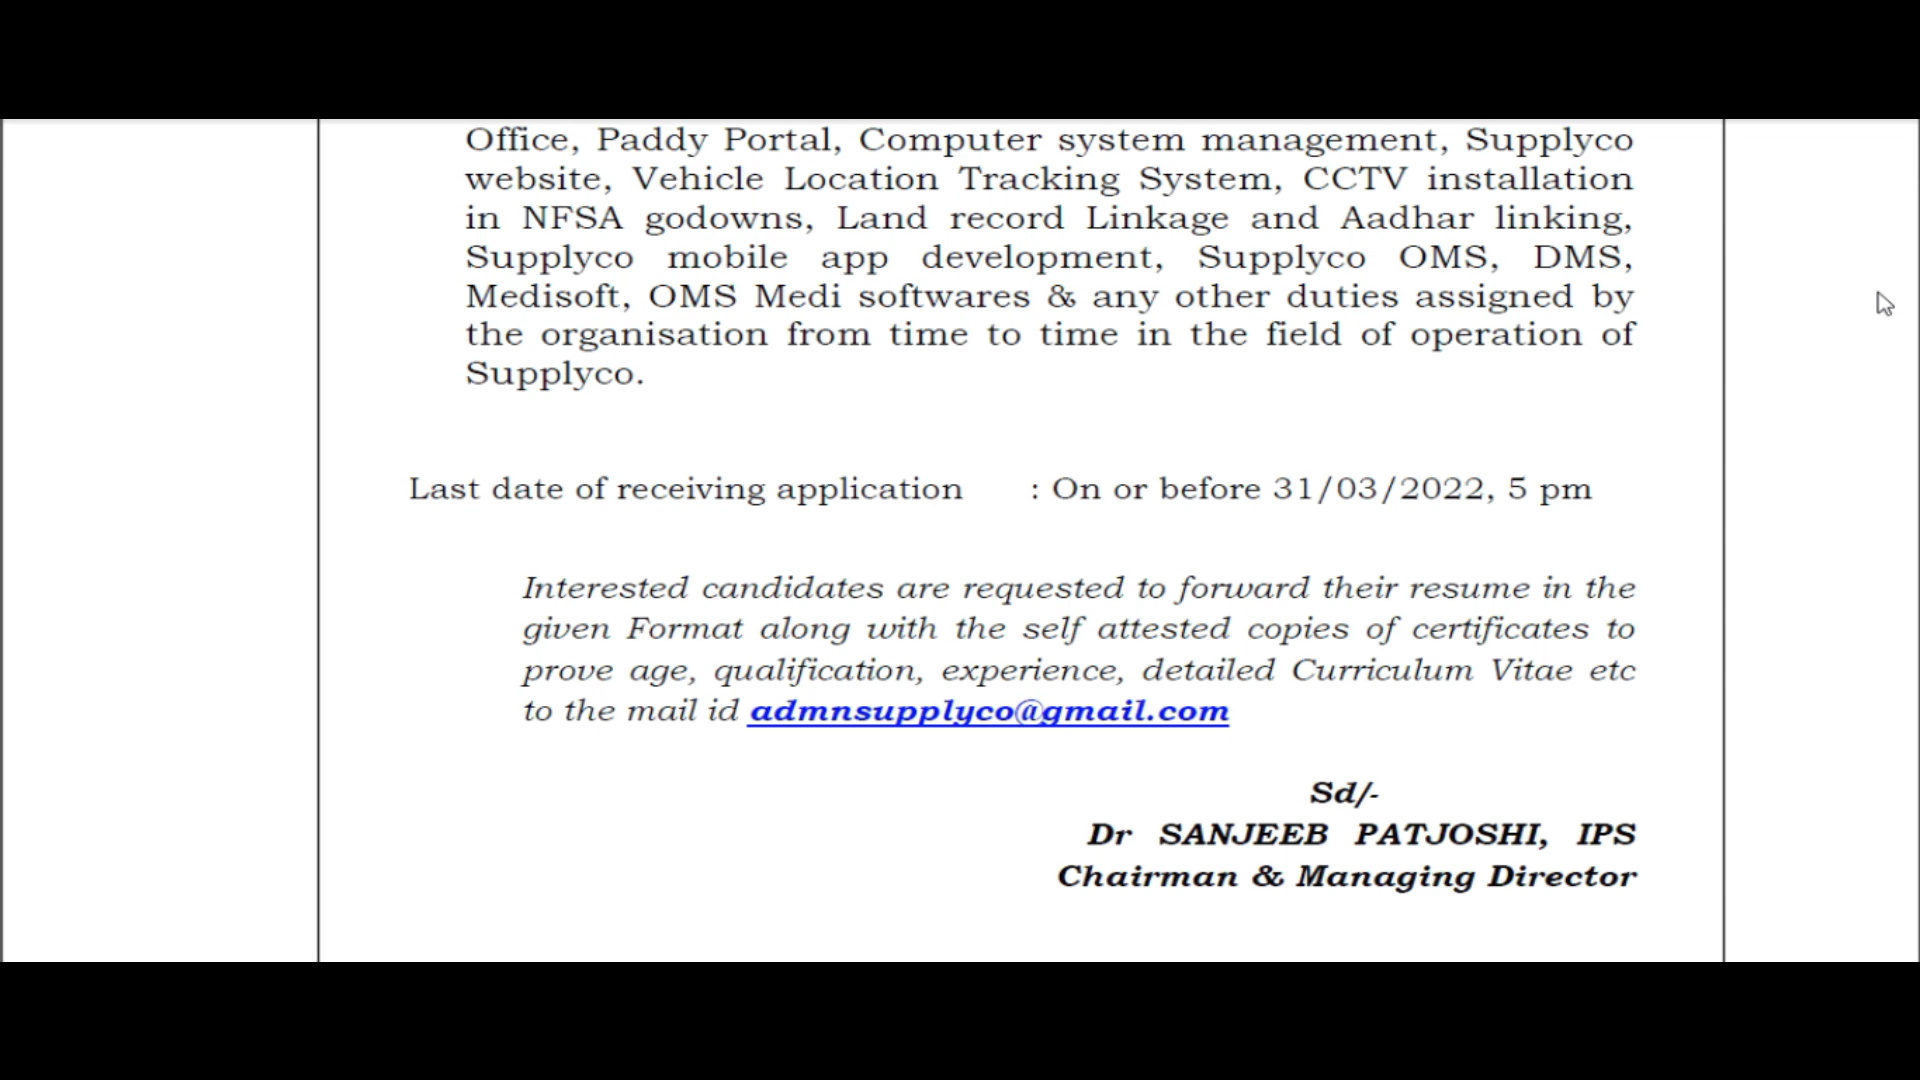 Office, Paddy Portal, Computer system management, Supplyco
website, Vehicle Location Tracking System, CCTV installation
in NFSA godowns, Land record Linkage and Aadhar linking,
Supplyco mobile app development, Supplyco OMS, DMS,
Medisoft, OMS Medi softwares & any other duties assigned by
the organisation from time to time in the field of operation of
Supplyco.
Last date of receiving application : On or before 31/03/2022, 5 pm
Interested candidates are requested to forward their resume in the
given Format along with the self attested copies of certificates to
prove age, qualification, experience, detailed Curriculum Vitae etc
to the mail id admnsupplyco@gmail.com
Sd/-
Dr SANJEEB PATJOSHI, IPS
Chairman & Managing Director